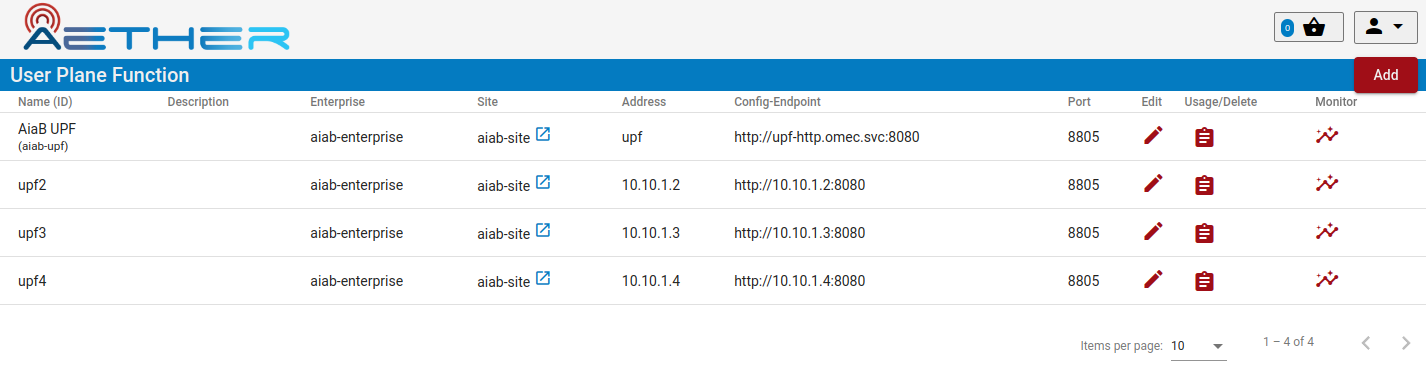 AETHER
0
User Plane Function
Add
Name (ID) Description Enterprise Site Address Config-Endpoint Port Edit Usage/Delete Monitor
AiaB UPF
(aiab-upf)
aiab-enterprise aiab-site upf http://upf-http.omec.svc:8080 8805
upf2 aiab-enterprise aiab-site 10.10.1.2 http://10.10.1.2:8080 8805
upf3 aiab-enterprise aiab-site 10.10.1.3 http://10.10.1.3:8080 8805
upf4 aiab-enterprise aiab-site 10.10.1.4 http://10.10.1.4:8080 8805
Items per page: 10 1 – 4 of 4